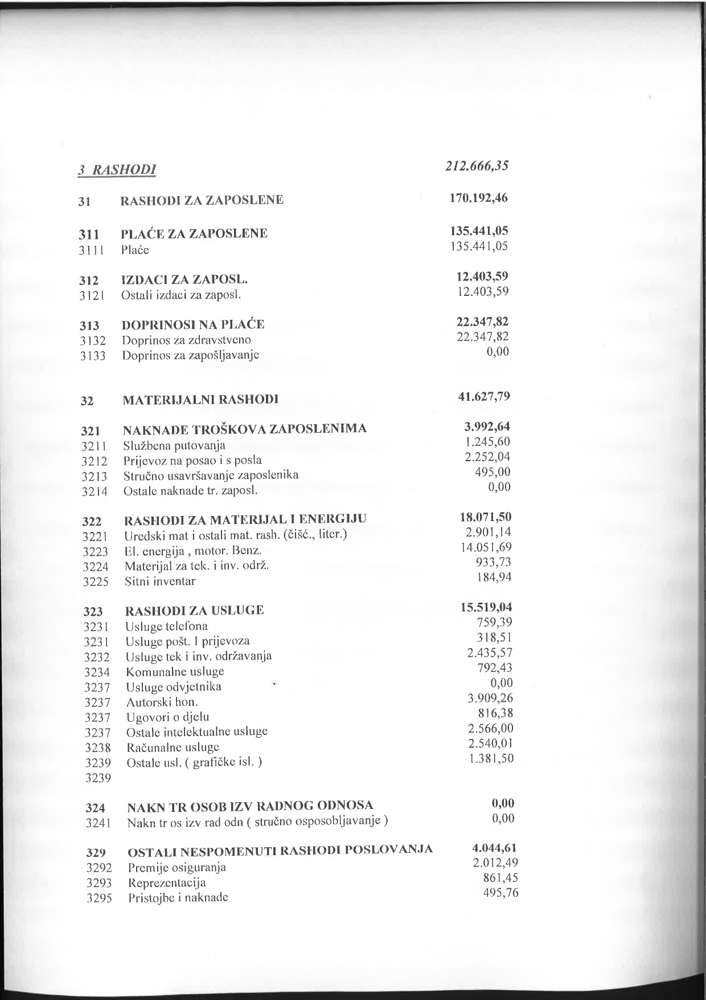 3 RASHODI 212.666,35
31 RASHODI ZA ZAPOSLENE 170.192,46
311 PLAĆE ZA ZAPOSLENE 135.441,05
3111 Plaće 135.441,05
312 IZDACI ZA ZAPOSL. 12.403,59
3121 Ostali izdaci za zaposl. 12.403,59
313 DOPRINOSI NA PLAĆE 22.347,82
3132 Doprinos za zdravstveno 22.347,82
3133 Doprinos za zapošljavanje 0,00
32 MATERIJALNI RASHODI 41.627,79
321 NAKNADE TROŠKOVA ZAPOSLENIMA 3.992,64
3211 Službena putovanja 1.245,60
3212 Prijevoz na posao i s posla 2.252,04
3213 Stručno usavršavanje zaposlenika 495,00
3214 Ostale naknade tr. zaposl. 0,00
322 RASHODI ZA MATERIJAL I ENERGIJU 18.071,50
3221 Uredski mat i ostali mat. rash. (čišć., liter.) 2.901,14
3223 El. energija , motor. Benz. 14.051,69
3224 Materijal za tek. i inv. održ. 933,73
3225 Sitni inventar 184,94
323 RASHODI ZA USLUGE 15.519,04
3231 Usluge telefona 759,39
3231 Usluge pošt. I prijevoza 318,51
3232 Usluge tek i inv. održavanja 2.435,57
3234 Komunalne usluge 792,43
3237 Usluge odvjetnika 0,00
3237 Autorski hon. 3.909,26
3237 Ugovori o djelu 816,38
3237 Ostale intelektualne usluge 2.566,00
3238 Računalne usluge 2.540,01
3239 Ostale usl. ( grafičke isl. ) 1.381,50
3239
324 NAKN TR OSOB IZV RADNOG ODNOSA 0,00
3241 Nakn tr os izv rad odn ( stručno osposobljavanje ) 0,00
329 OSTALI NESPOMENUTI RASHODI POSLOVANJA 4.044,61
3292 Premije osiguranja 2.012,49
3293 Reprezentacija 861,45
3295 Pristojbe i naknade 495,76